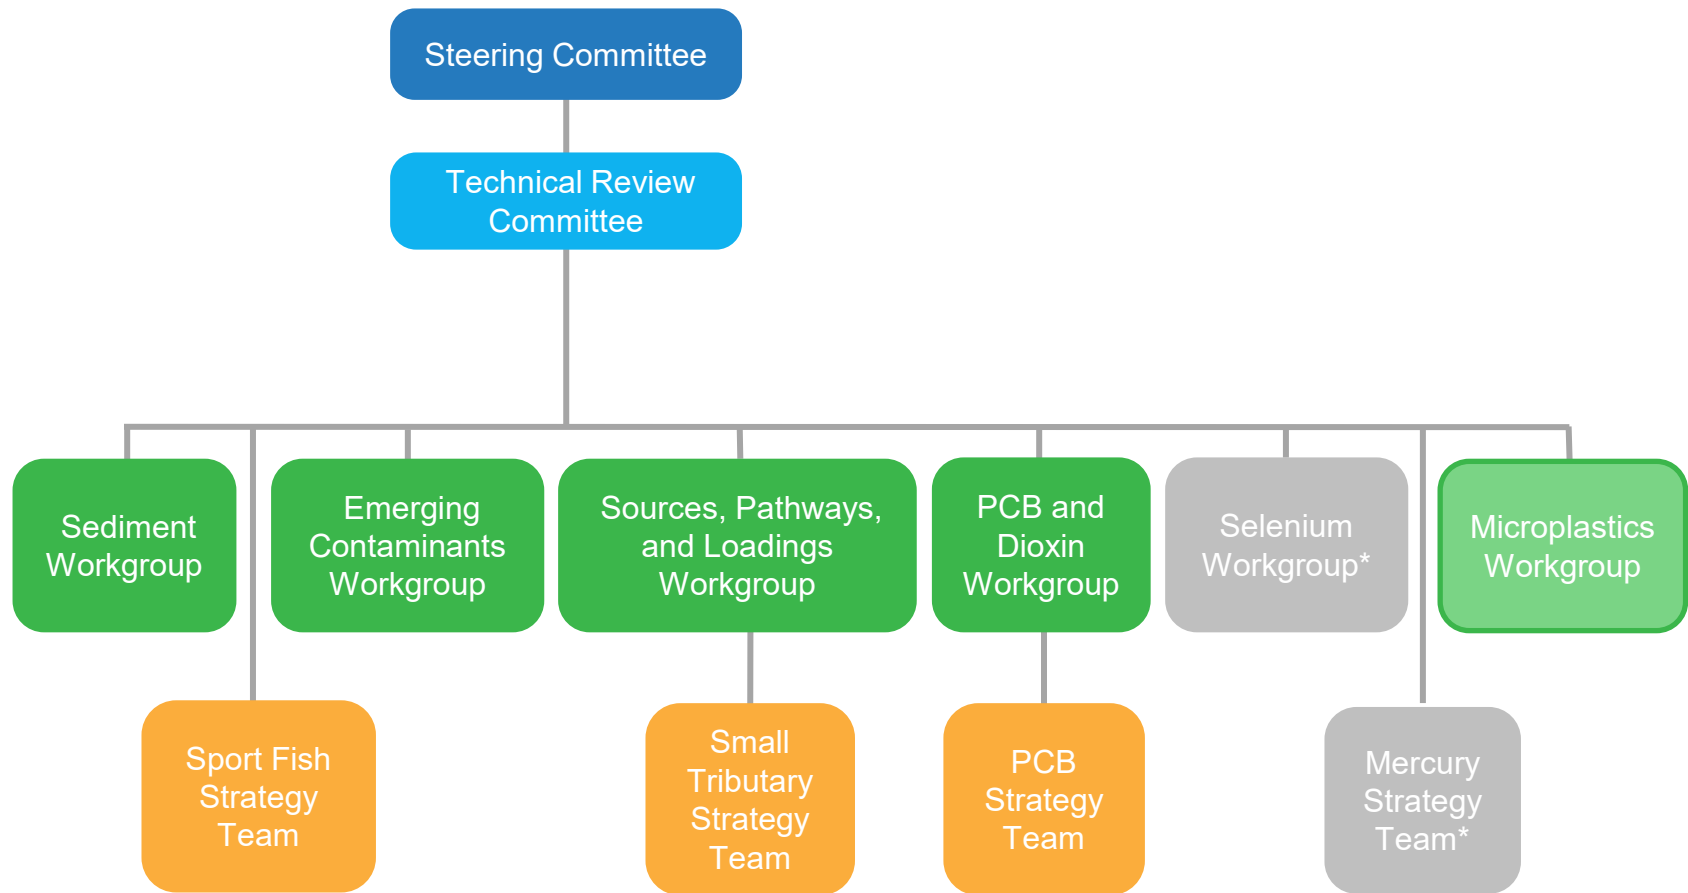 Steering Committee
Technical Review
Committee
Sediment
Workgroup
Emerging
Contaminants
Workgroup
Sources, Pathways,
and Loadings
Workgroup
PCB and
Dioxin
Workgroup
Selenium
Workgroup*
Microplastics
Workgroup
Sport Fish
Strategy
Team
Small
Tributary
Strategy
Team
PCB
Strategy
Team
Mercury
Strategy
Team*